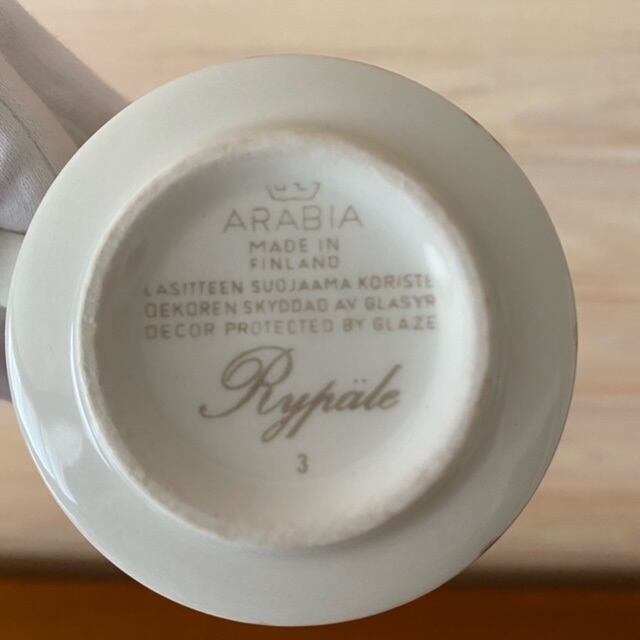 ARABIA
MADE IN
FINLAND
LASITTEEN SUOJAAMA KORISTE
DEKOREN SKYDDAD AV GLASYR
DECOR PROTECTED BY GLAZE
Rypäle
3